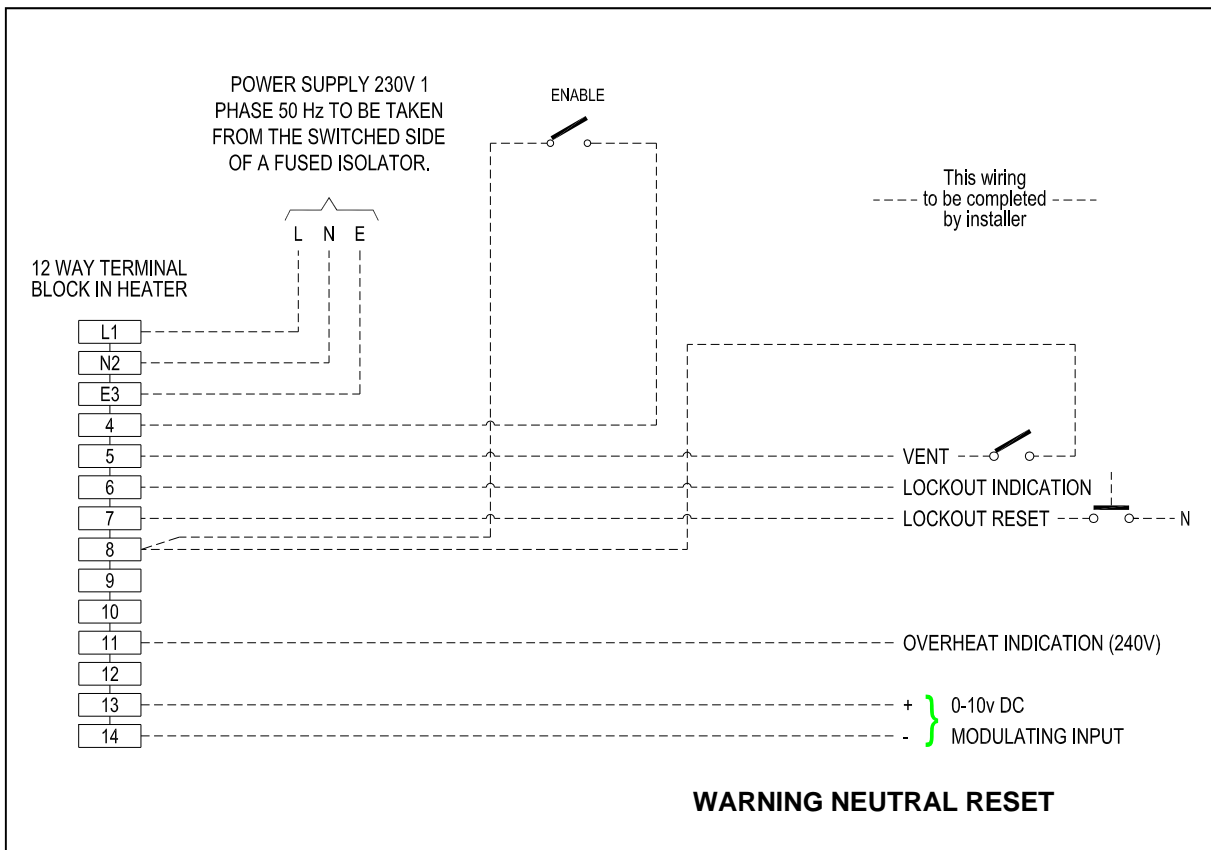 POWER SUPPLY 230V 1
PHASE 50 Hz TO BE TAKEN
FROM THE SWITCHED SIDE
OF A FUSED ISOLATOR.
ENABLE
This wiring
to be completed
by installer
L N E
12 WAY TERMINAL
BLOCK IN HEATER
L1
N2
E3
4
5
VENT
6
LOCKOUT INDICATION
7
LOCKOUT RESET
N
8
9
10
11
OVERHEAT INDICATION (240V)
12
13
+ 0-10v DC
14
- MODULATING INPUT
WARNING NEUTRAL RESET